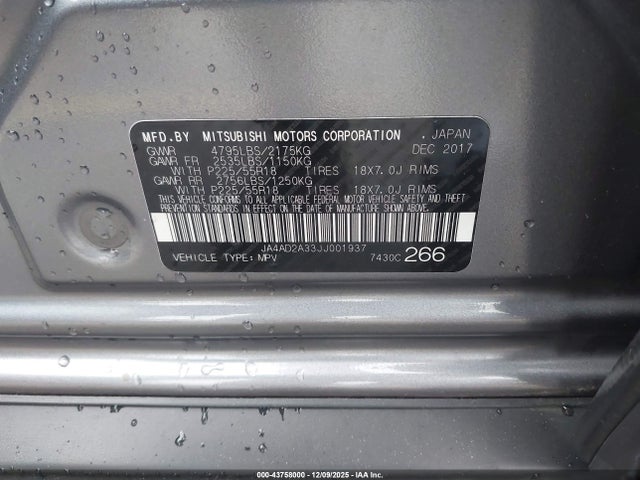 MFD.BY MITSUBISHI MOTORS CORPORATION . JAPAN
GVWR 4795LBS/2175KG DEC 2017
GAWR FR 2535LBS/1150KG
WITH P225/55R18 TIRES 18X7.0J RIMS
GAWR RR 2756LBS/1250KG
WITH P225/55R18 TIRES 18X7.0J RIMS
THIS VEHICLE CONFORMS TO ALL APPLICABLE FEDERAL MOTOR VEHICLE SAFETY AND THEFT
PREVENTION STANDARDS IN EFFECT ON THE DATE OF MANUFACTURE SHOWN ABOVE.
JA4AD2A33JJ001937
VEHICLE TYPE: MPV 7430C 266
000-43758000 - 12/09/2025 - IAA Inc.